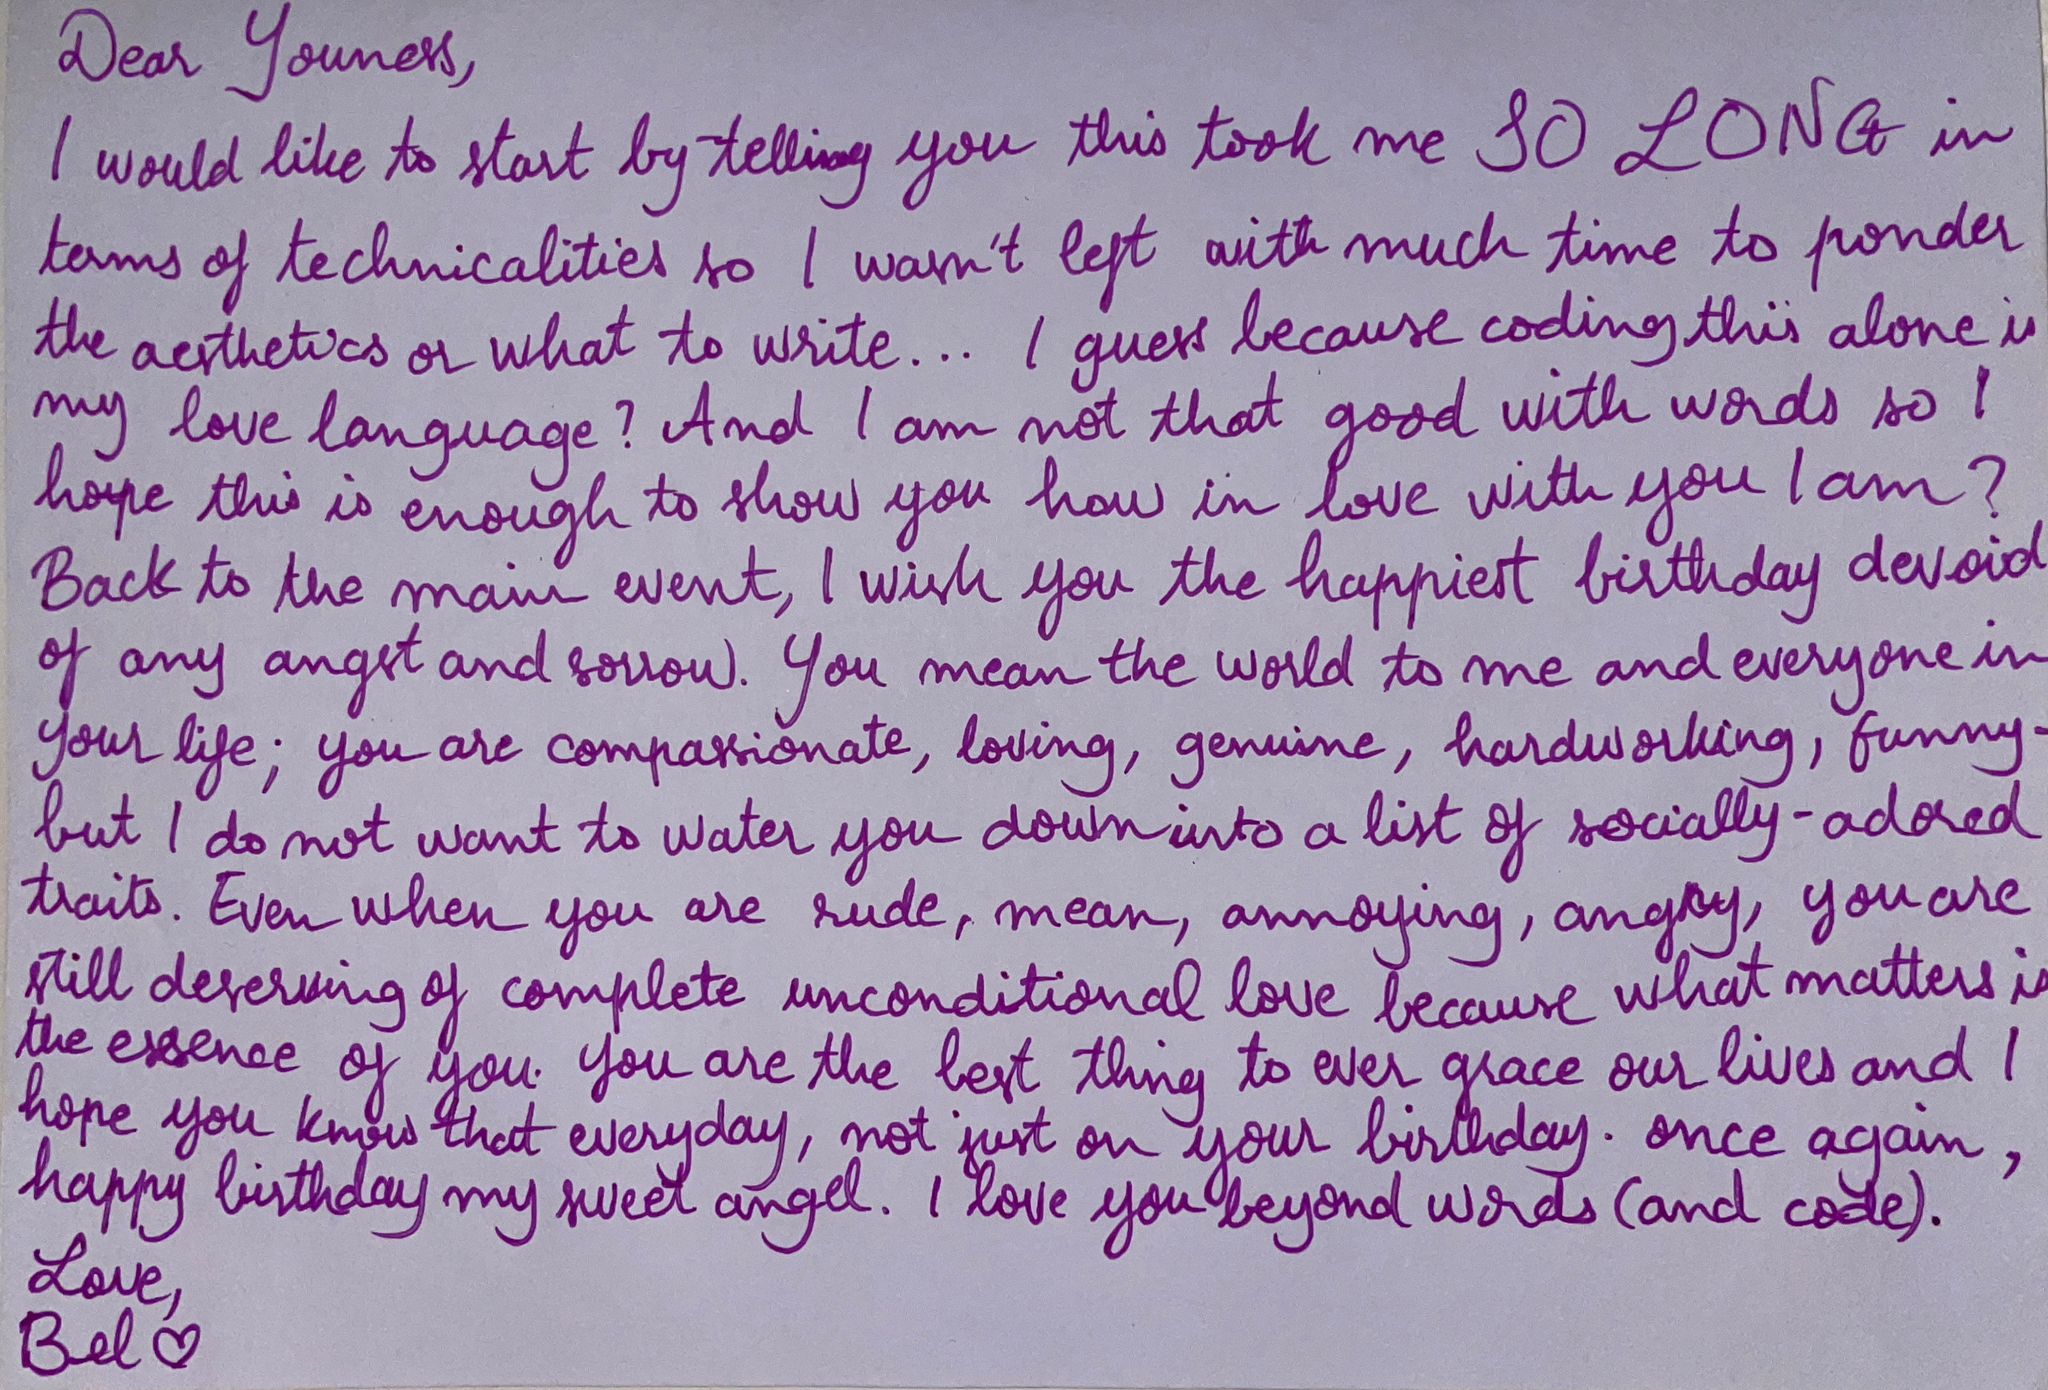 Dear Youness,
I would like to start by telling you this took me SO LONG in
terms of technicalities so I wasn't left with much time to ponder
the aesthetics or what to write... I guess because coding this alone is
my love language? And I am not that good with words so I
hope this is enough to show you how in love with you I am?
Back to the main event, I wish you the happiest birthday devoid
of any angst and sorrow. You mean the world to me and everyone in
your life; you are compassionate, loving, genuine, hardworking, funny-
but I do not want to water you down into a list of socially-adored
traits. Even when you are rude, mean, annoying, angry, you are
still deserving of complete unconditional love because what matters is
the essence of you. You are the best thing to ever grace our lives and I
hope you know that everyday, not just on your birthday. once again,
happy birthday my sweet angel. I love you beyond words (and code).
Love,
Bel ♡